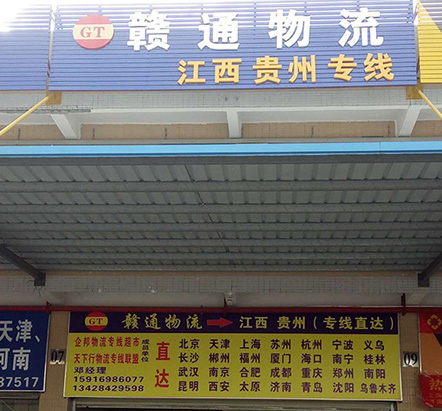 GT 赣通物流
江西 贵州 专线
GT 赣通物流 → 江西 贵州（专线直达）
企邦物流专线超市
天下行物流专线联盟
成员单位
邓经理
15916986077
13428429598
直达
北京 天津 上海 苏州 杭州 宁波 义乌
长沙 郴州 福州 厦门 海口 南宁 桂林
武汉 南京 合肥 成都 重庆 郑州 南阳
昆明 西安 太原 济南 青岛 沈阳 乌鲁木齐
天津、
河南
87517
07
09